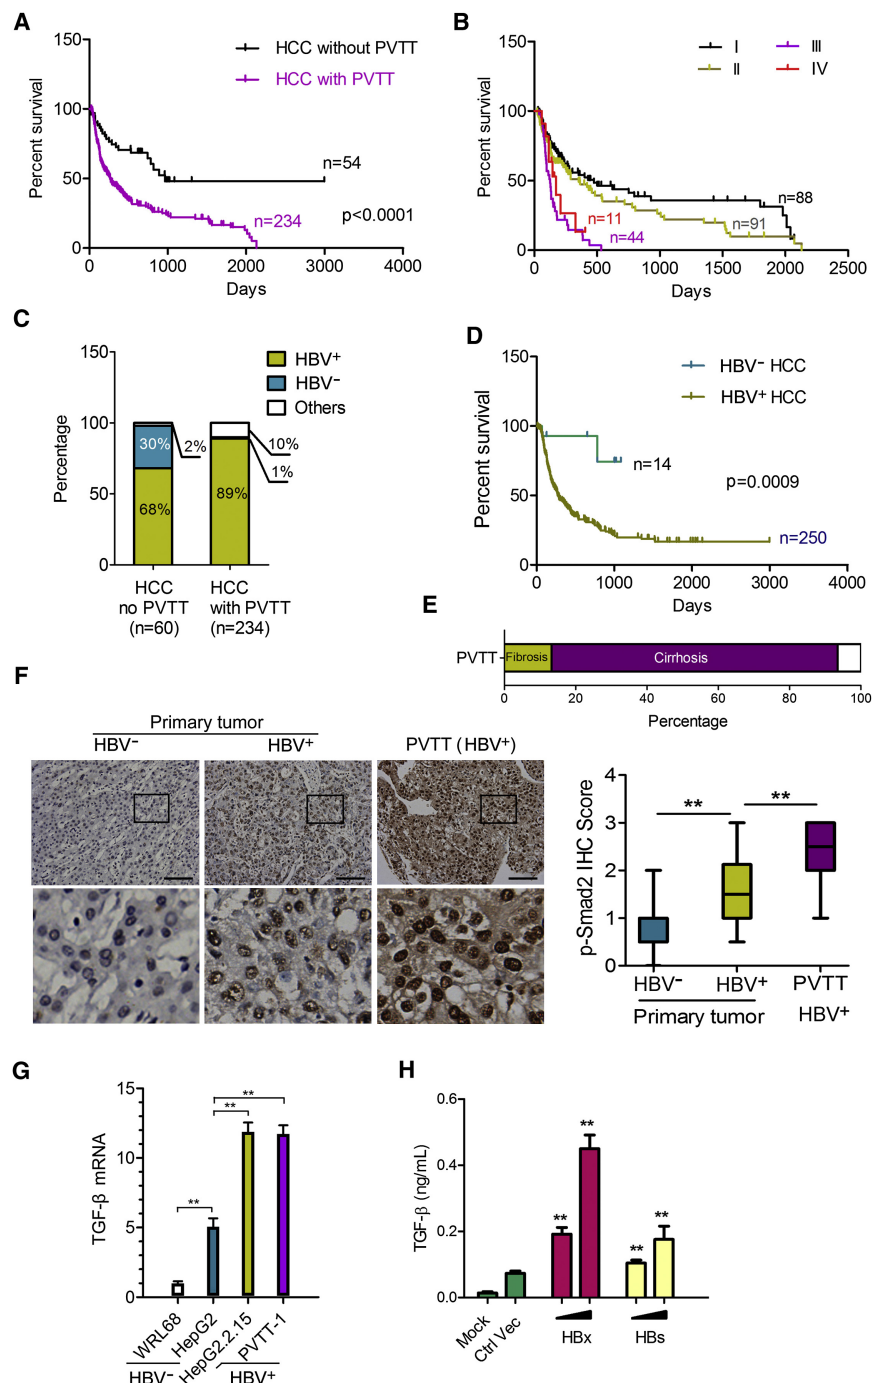 A
150
100
50
0
Percent survival
HCC without PVTT
HCC with PVTT
n=54
n=234
p<0.0001
0 1000 2000 3000 4000
Days
B
150
100
50
0
Percent survival
I III
II IV
n=88
n=91
n=11
n=44
0 500 1000 1500 2000 2500
Days
C
150
100
50
0
Percentage
HBV+
HBV−
Others
30%
2%
68%
10%
1%
89%
HCC HCC
no PVTT with PVTT
(n=60) (n=234)
D
150
100
50
0
Percent survival
HBV− HCC
HBV+ HCC
n=14
p=0.0009
n=250
0 1000 2000 3000 4000
Days
E
PVTT
Fibrosis Cirrhosis
0 20 40 60 80 100
Percentage
F
Primary tumor
HBV− HBV+ PVTT (HBV+)
4
3
2
1
0
p-Smad2 IHC Score
** **
HBV− HBV+ PVTT
Primary tumor HBV+
G
15
10
5
0
TGF-β mRNA
**
**
**
WRL68 HepG2 HepG2.2.15 PVTT-1
HBV− HBV+
H
0.6
0.4
0.2
0.0
TGF-β (ng/mL)
** ** ** **
Mock Ctrl Vec HBx HBs